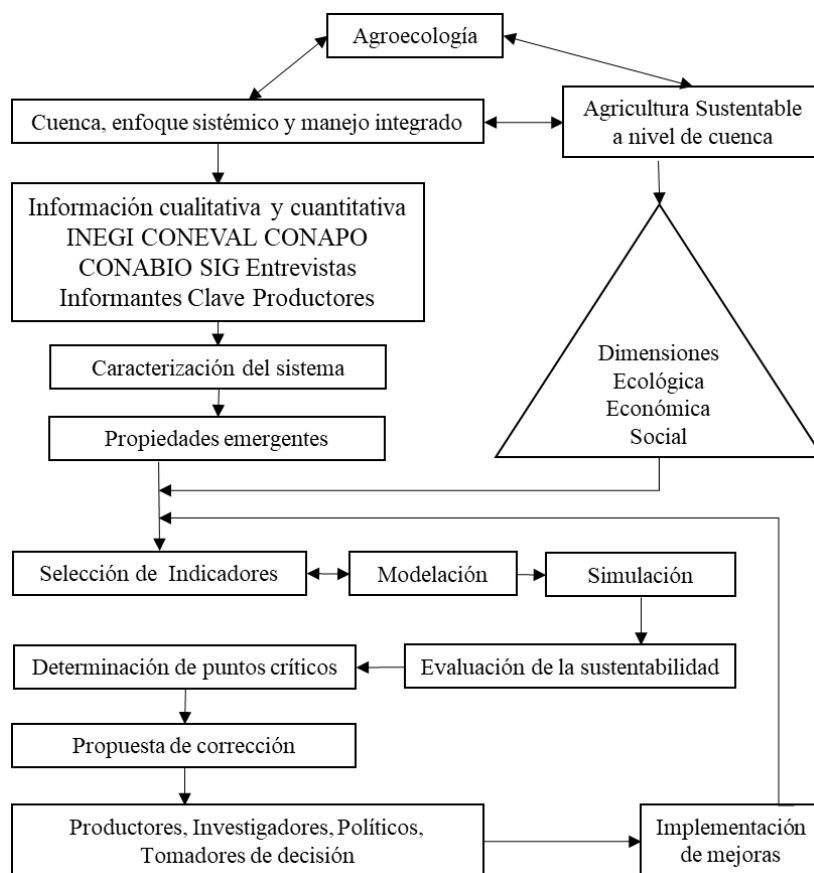 Agroecología
Cuenca, enfoque sistémico y manejo integrado
Agricultura Sustentable
a nivel de cuenca
Información cualitativa y cuantitativa
INEGI CONEVAL CONAPO
CONABIO SIG Entrevistas
Informantes Clave Productores
Caracterización del sistema
Propiedades emergentes
Dimensiones
Ecológica
Económica
Social
Selección de Indicadores
Modelación
Simulación
Determinación de puntos críticos
Evaluación de la sustentabilidad
Propuesta de corrección
Productores, Investigadores, Políticos,
Tomadores de decisión
Implementación
de mejoras